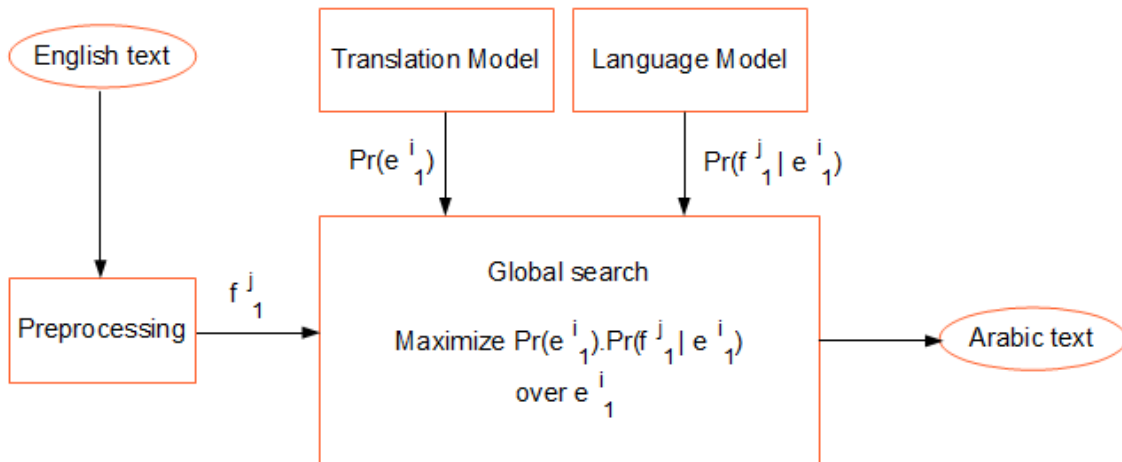 English text
Translation Model
Language Model
Pr(e i 1)
Pr(f j 1 | e i 1)
Preprocessing
f j 1
Global search
Maximize Pr(e i 1).Pr(f j 1 | e i 1)
over e i 1
Arabic text